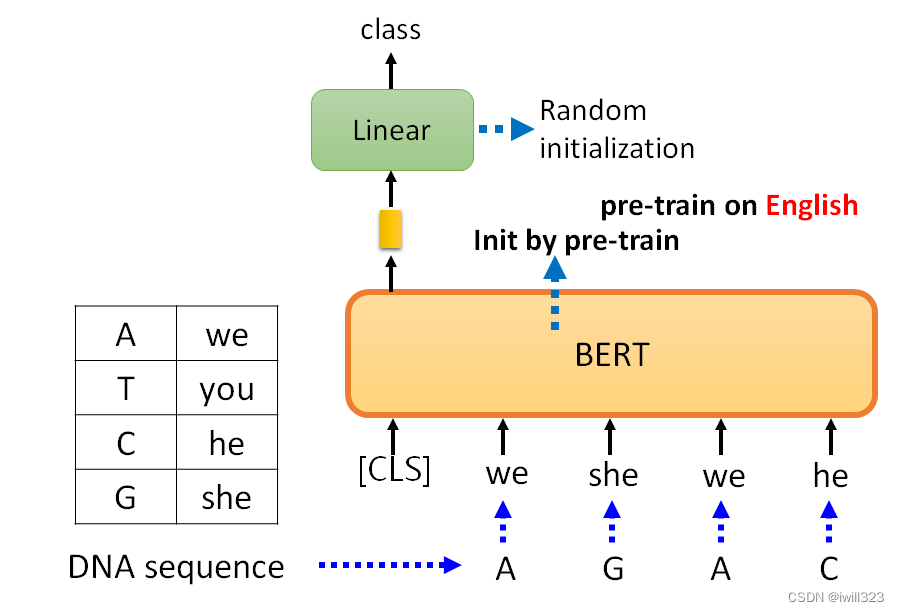 class
Linear
Random
initialization
pre-train on English
Init by pre-train
BERT
A we
T you
C he
G she
[CLS] we she we he
DNA sequence A G A C
CSDN @iwill323